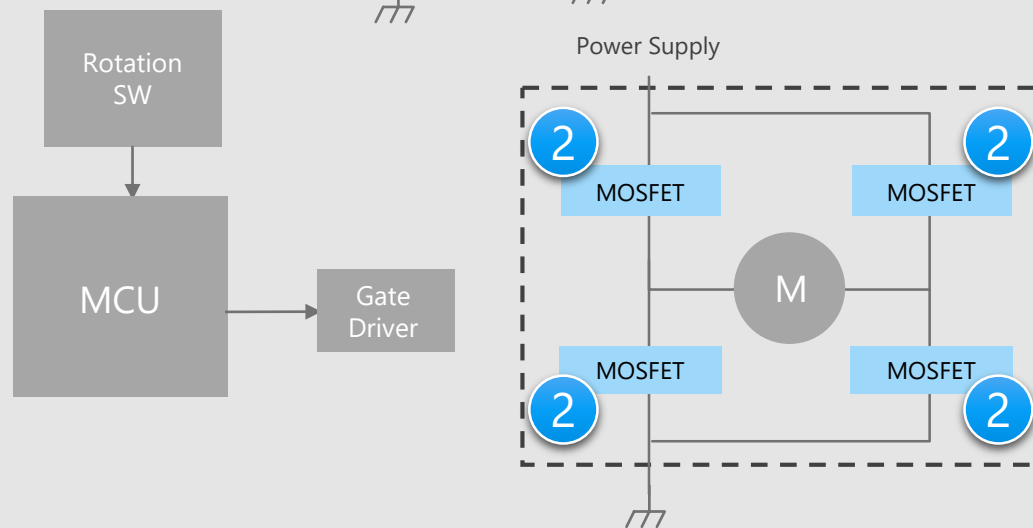 Power Supply
Rotation
SW
2
2
MOSFET
MOSFET
MCU
Gate
Driver
M
MOSFET
MOSFET
2
2